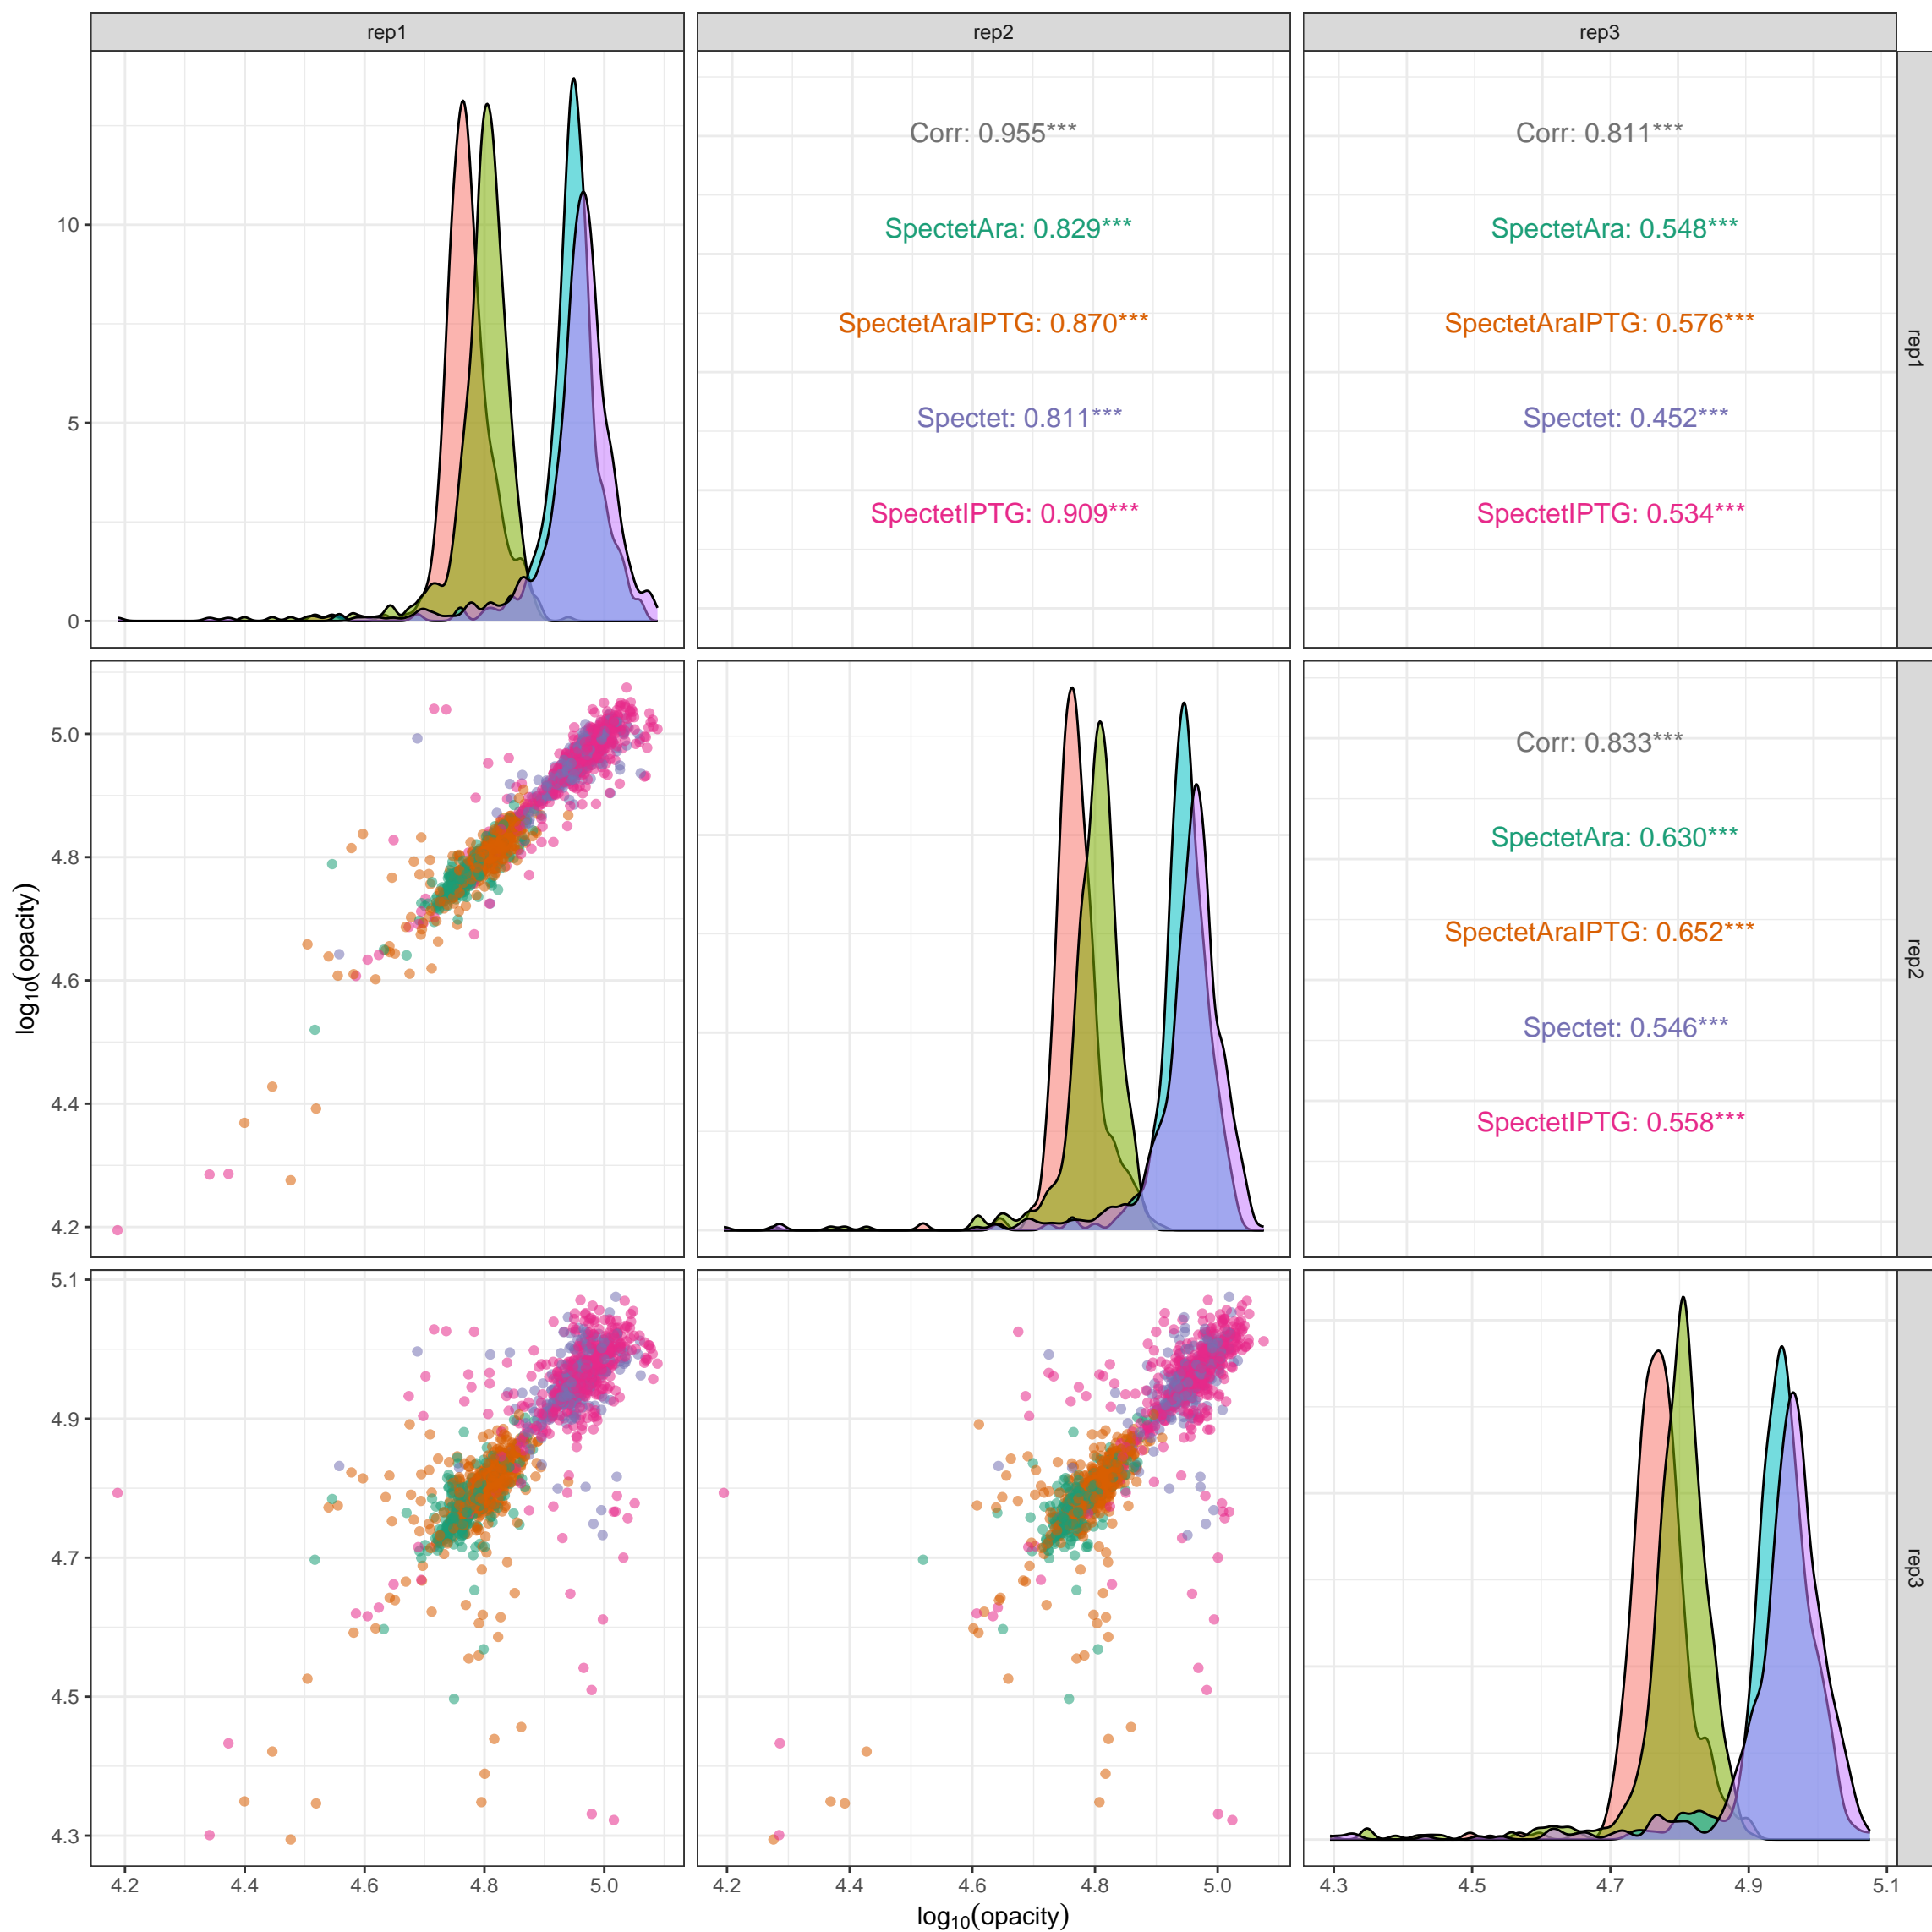 rep1 rep2 rep3
10
5
0
Corr: 0.955***
SpectetAra: 0.829***
SpectetAraIPTG: 0.870***
Spectet: 0.811***
SpectetIPTG: 0.909***
Corr: 0.811***
SpectetAra: 0.548***
SpectetAraIPTG: 0.576***
Spectet: 0.452***
SpectetIPTG: 0.534***
rep1
log10(opacity)
5.0
4.8
4.6
4.4
4.2
Corr: 0.833***
SpectetAra: 0.630***
SpectetAraIPTG: 0.652***
Spectet: 0.546***
SpectetIPTG: 0.558***
rep2
5.1
4.9
4.7
4.5
4.3
rep3
4.2 4.4 4.6 4.8 5.0 4.2 4.4 4.6 4.8 5.0 4.3 4.5 4.7 4.9 5.1
log10(opacity)